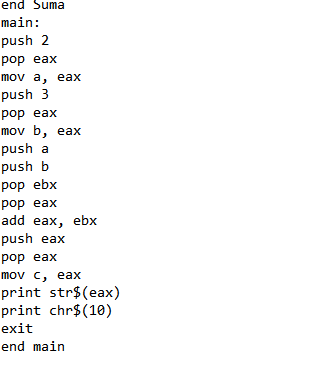 end Suma
main:
push 2
pop eax
mov a, eax
push 3
pop eax
mov b, eax
push a
push b
pop ebx
pop eax
add eax, ebx
push eax
pop eax
mov c, eax
print str$(eax)
print chr$(10)
exit
end main